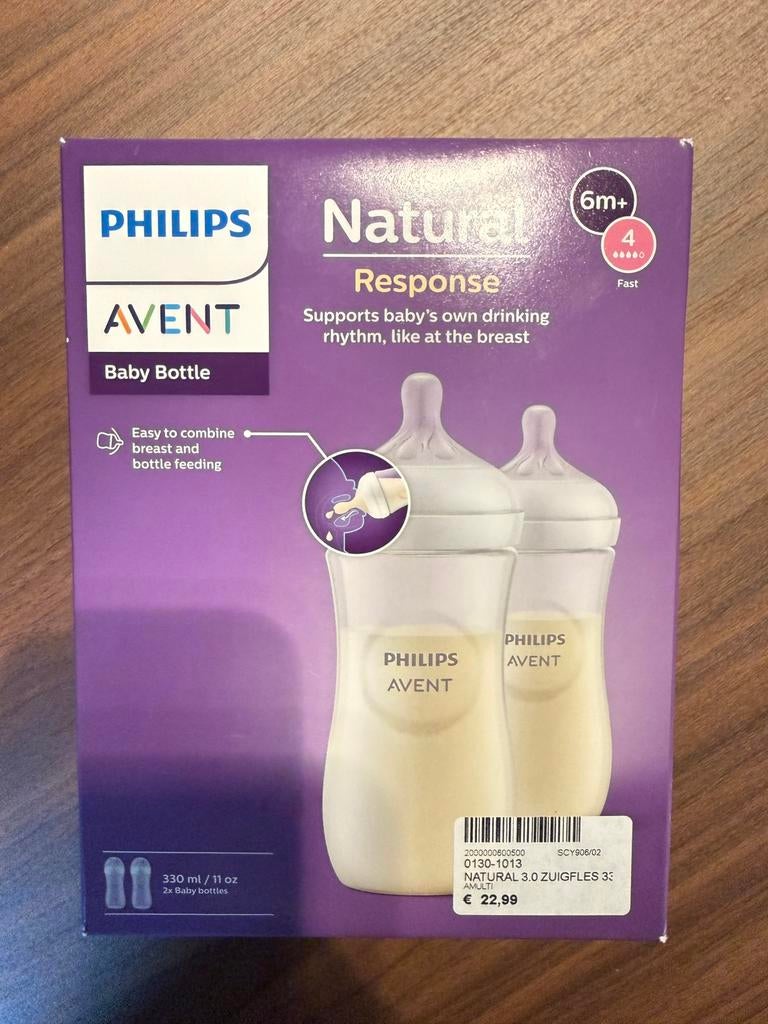 PHILIPS
AVENT
Baby Bottle
Natural
Response
Supports baby's own drinking
rhythm, like at the breast
6m+
4
Fast
Easy to combine
breast and
bottle feeding
PHILIPS
AVENT
PHILIPS
AVENT
330 ml / 11 oz
2x Baby bottles
2000000600500 SCY906/02
0130-1013
NATURAL 3.0 ZUIGFLES 33
AMULTI
€ 22,99